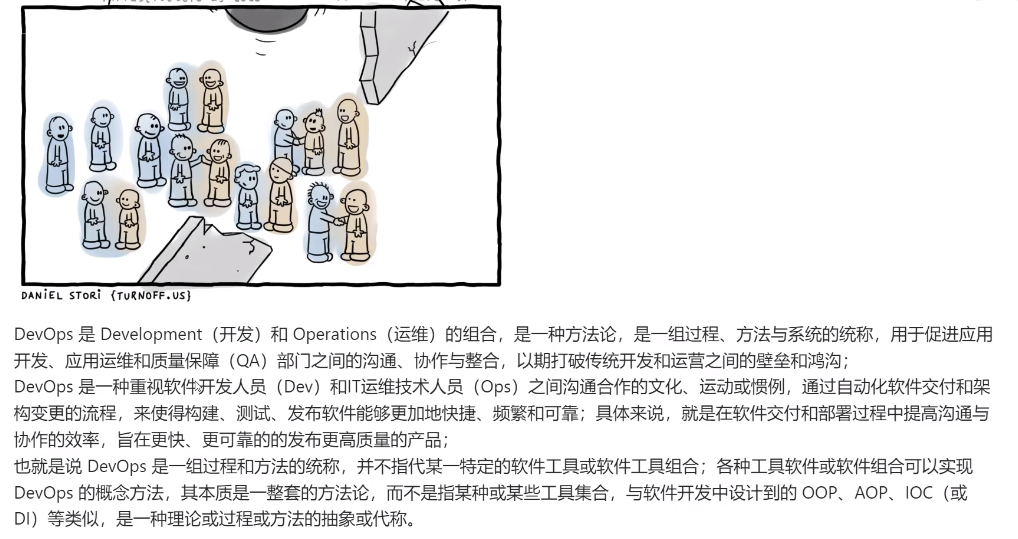 DANIEL STORI {TURNOFF.US}
DevOps 是 Development（开发）和 Operations（运维）的组合，是一种方法论，是一组过程、方法与系统的统称，用于促进应用
开发、应用运维和质量保障（QA）部门之间的沟通、协作与整合，以期打破传统开发和运营之间的壁垒和鸿沟；
DevOps 是一种重视软件开发人员（Dev）和IT运维技术人员（Ops）之间沟通合作的文化、运动或惯例，通过自动化软件交付和架
构变更的流程，来使得构建、测试、发布软件能够更加地快捷、频繁和可靠；具体来说，就是在软件交付和部署过程中提高沟通与
协作的效率，旨在更快、更可靠的的发布更高质量的产品；
也就是说 DevOps 是一组过程和方法的统称，并不指代某一特定的软件工具或软件工具组合；各种工具软件或软件组合可以实现
DevOps 的概念方法，其本质是一整套的方法论，而不是指某种或某些工具集合，与软件开发中设计到的 OOP、AOP、IOC（或
DI）等类似，是一种理论或过程或方法的抽象或代称。